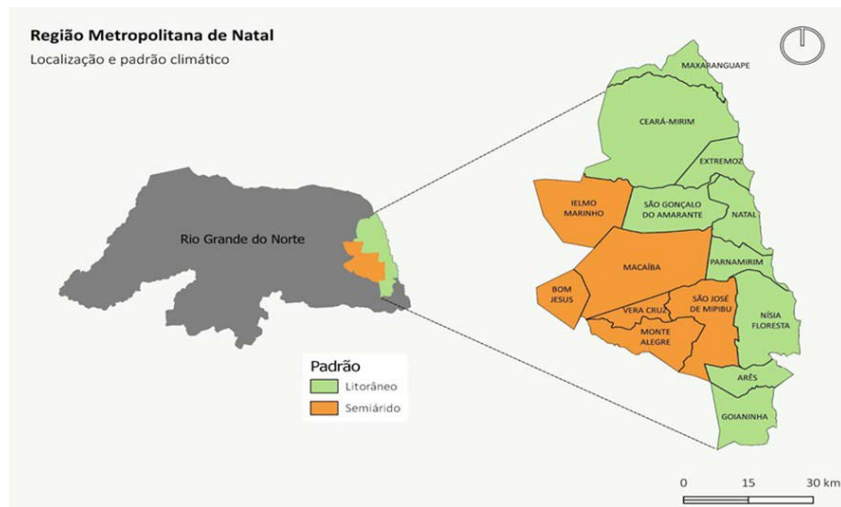 Região Metropolitana de Natal
Localização e padrão climático
MAXARANGUAPE
CEARÁ-MIRIM
EXTREMOZ
IELMO
MARINHO
SÃO GONÇALO
DO AMARANTE
NATAL
Rio Grande do Norte
PARNAMIRIM
MACAÍBA
BOM
JESUS
VERA CRUZ
SÃO JOSÉ
DE MIPIBU
NÍSIA
FLORESTA
MONTE
ALEGRE
ARÊS
GOIANINHA
Padrão
Litorâneo
Semiárido
0 15 30 km